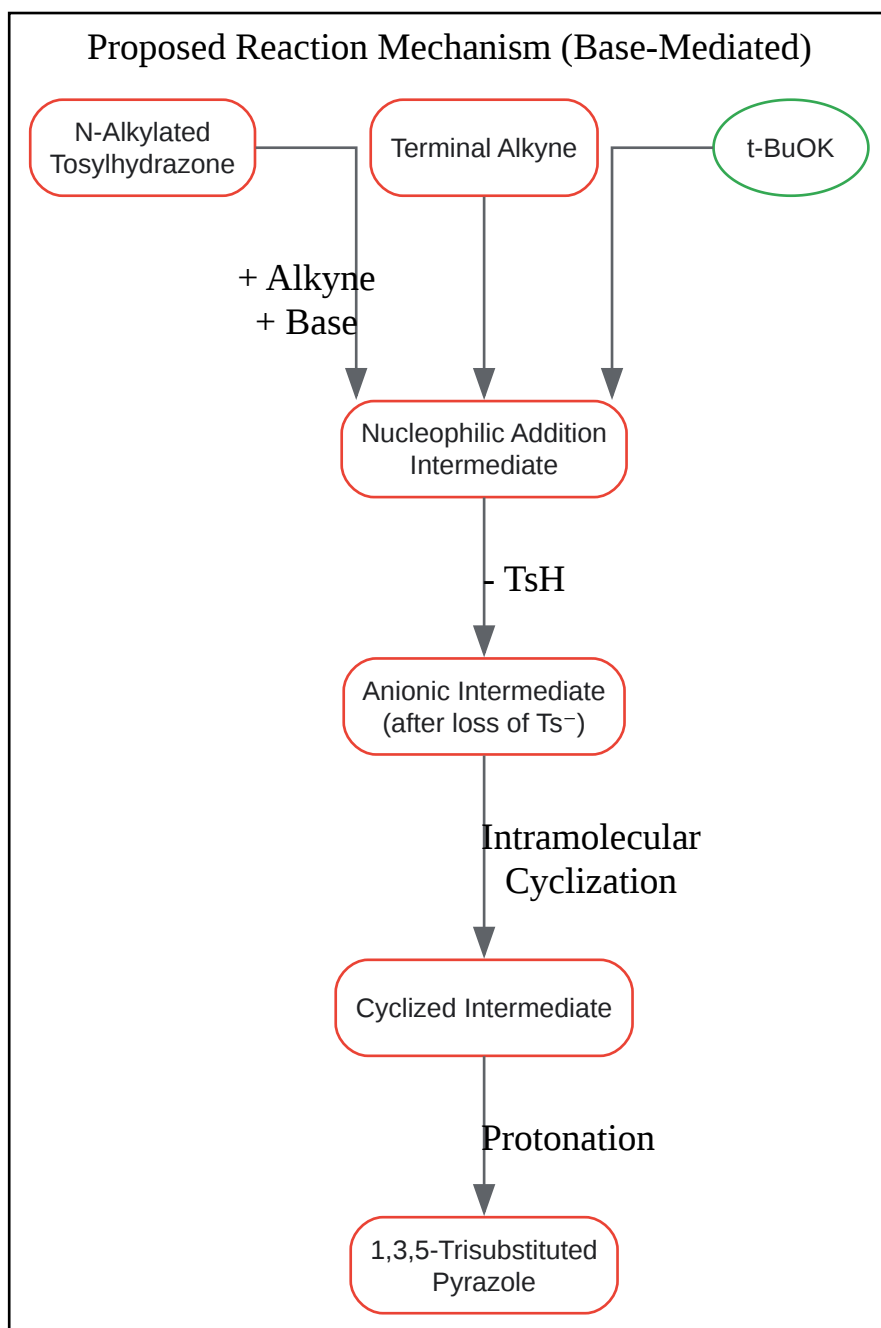 Proposed Reaction Mechanism (Base-Mediated)
N-Alkylated
Tosylhydrazone
Terminal Alkyne
t-BuOK
+ Alkyne
+ Base
Nucleophilic Addition
Intermediate
- TsH
Anionic Intermediate
(after loss of Ts⁻)
Intramolecular
Cyclization
Cyclized Intermediate
Protonation
1,3,5-Trisubstituted
Pyrazole